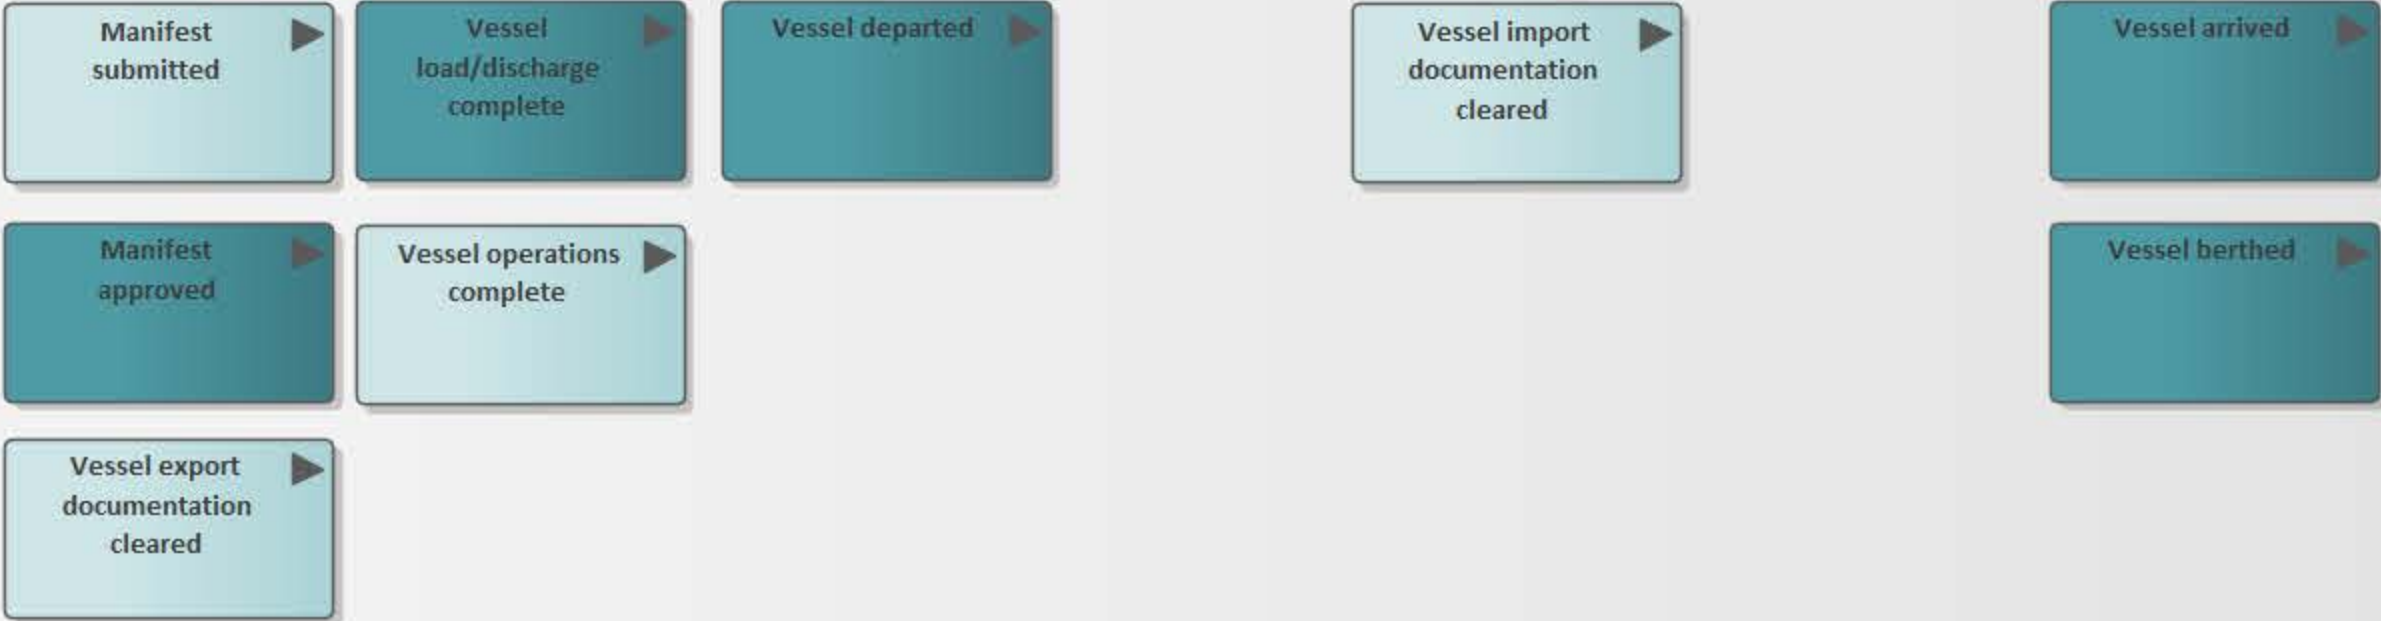 Manifest
submitted
Vessel
load/discharge
complete
Vessel departed
Vessel import
documentation
cleared
Vessel arrived
Manifest
approved
Vessel operations
complete
Vessel berthed
Vessel export
documentation
cleared